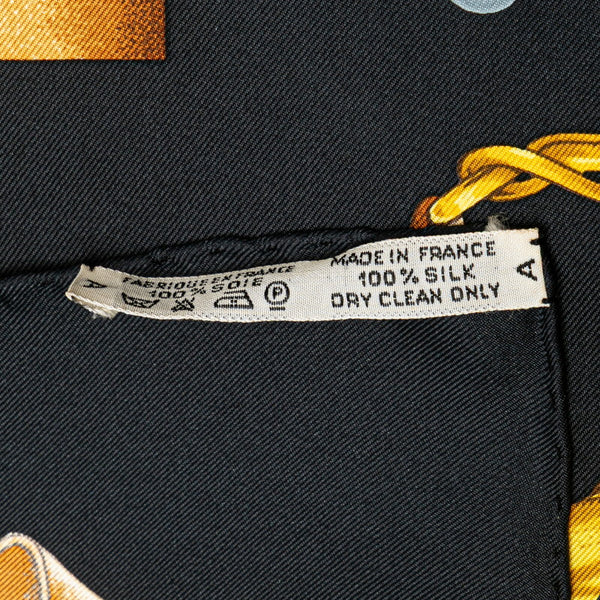 A
FABRIQUE EN FRANCE
100% SOIE
P
MADE IN FRANCE
100% SILK
DRY CLEAN ONLY
A